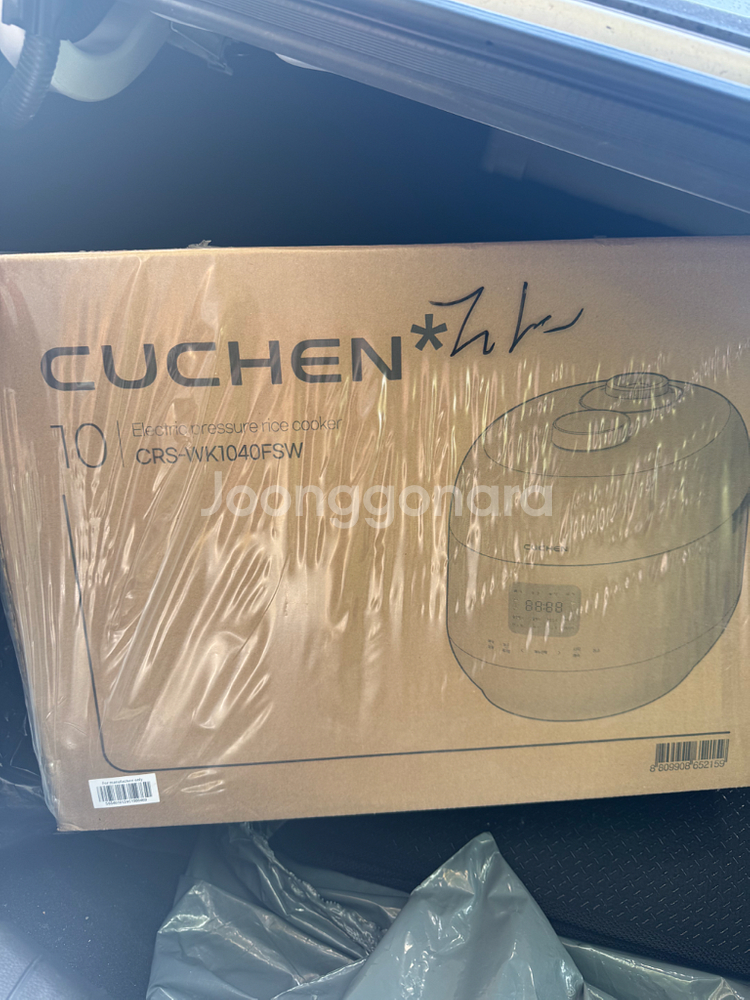 CUCHEN*
10 Electric pressure rice cooker
CRS-WK1040FSW
Joonggonara
CUCHEN
88:88
8 809908 652159